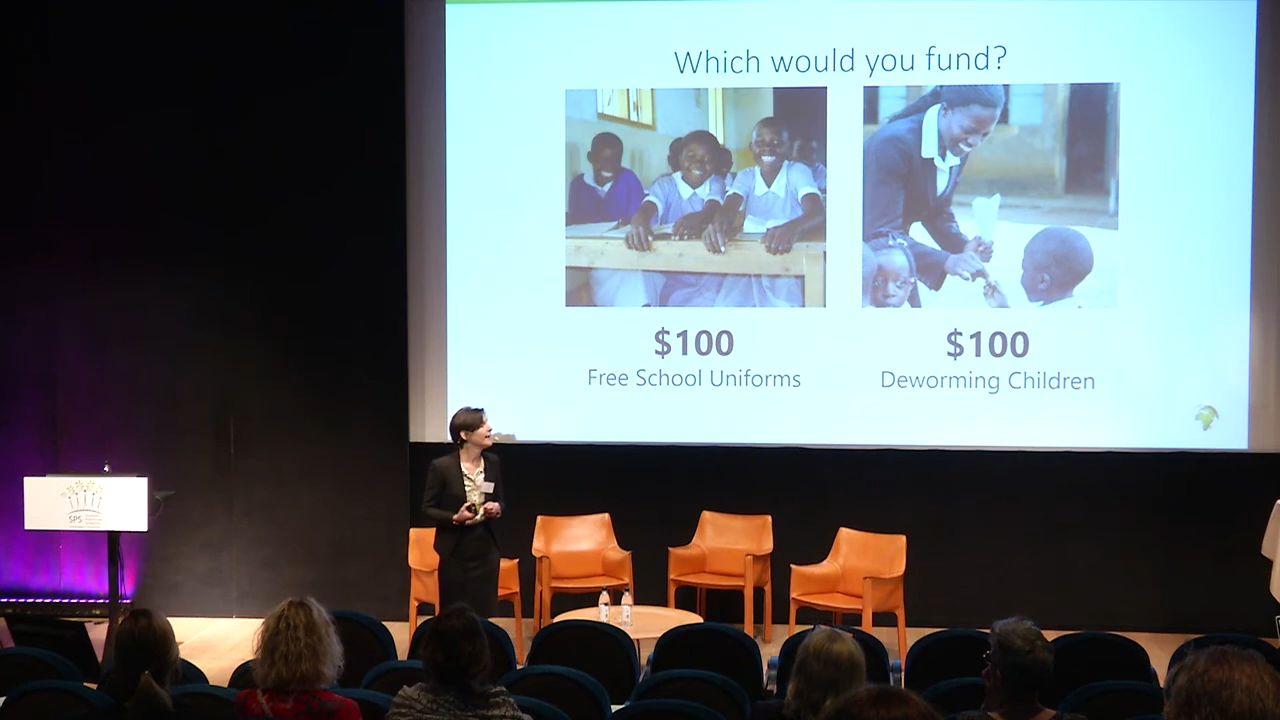 Which would you fund?
$100
Free School Uniforms
$100
Deworming Children
SPS